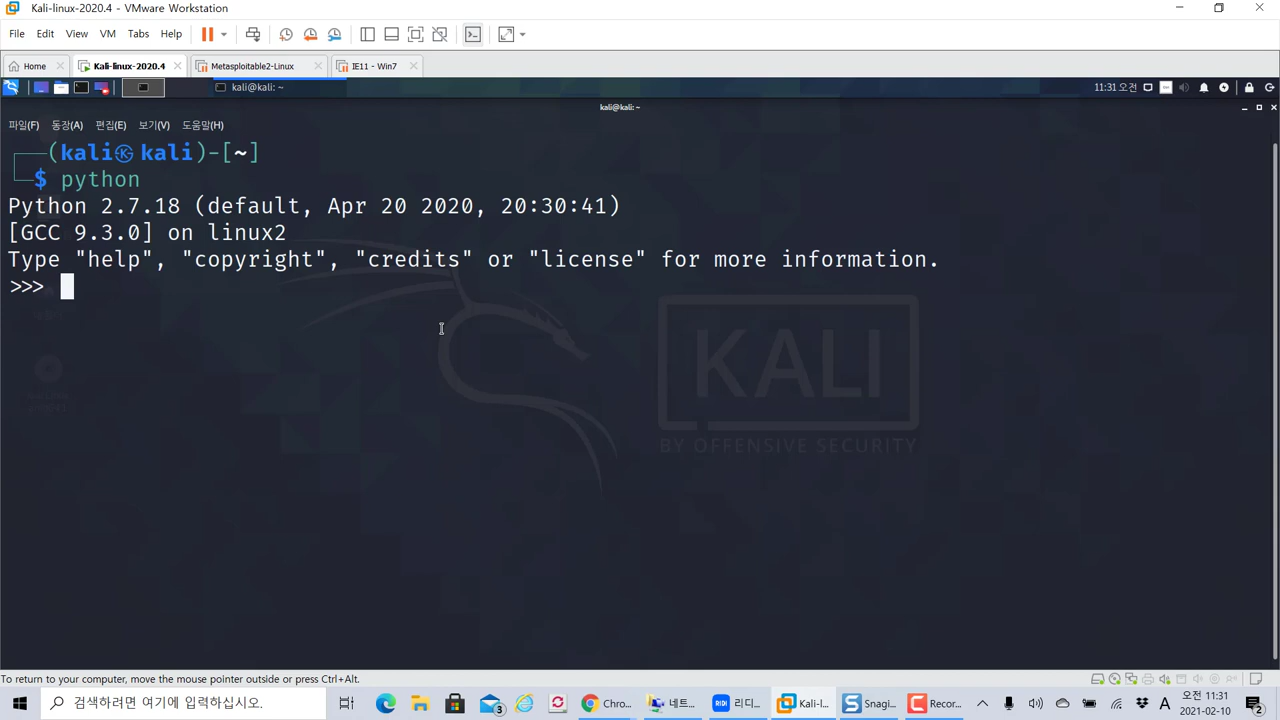 Kali-linux-2020.4 - VMware Workstation
File Edit View VM Tabs Help
Home Kali-linux-2020.4 Metasploitable2-Linux IE11 - Win7
kali@kali: ~ 11:31 오전
kali@kali: ~
파일(F) 동장(A) 편집(E) 보기(V) 도움말(H)
┌──(kali㉿kali)-[~]
└─$ python
Python 2.7.18 (default, Apr 20 2020, 20:30:41)
[GCC 9.3.0] on linux2
Type "help", "copyright", "credits" or "license" for more information.
>>>
KALI
BY OFFENSIVE SECURITY
To return to your computer, move the mouse pointer outside or press Ctrl+Alt.
검색하려면 여기에 입력하십시오. 3 Chro... 네트... RIDI 리디... Kali-l... Snagi... Recor... A 오전 11:31
2021-02-10 2